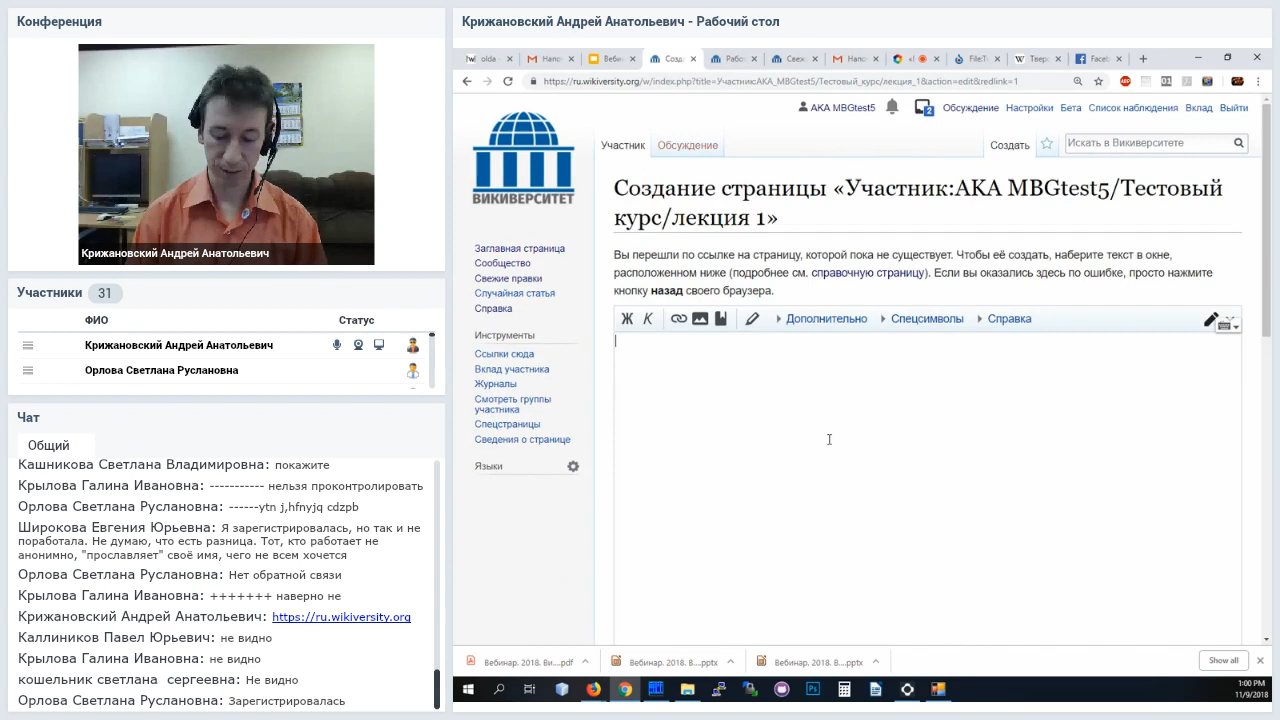 Конференция
Крижановский Андрей Анатольевич
Участники 31
ФИО Статус
Крижановский Андрей Анатольевич
Орлова Светлана Руслановна
Чат
Общий
Кашникова Светлана Владимировна: покажите
Крылова Галина Ивановна: ----------- нельзя проконтролировать
Орлова Светлана Руслановна: ------ytn j,hfnyjq cdzpb
Широкова Евгения Юрьевна: Я зарегистрировалась, но так и не
поработала. Не думаю, что есть разница. Тот, кто работает не
анонимно, "прославляет" своё имя, чего не всем хочется
Орлова Светлана Руслановна: Нет обратной связи
Крылова Галина Ивановна: +++++++ наверно не
Крижановский Андрей Анатольевич: https://ru.wikiversity.org
Каллиников Павел Юрьевич: не видно
Крылова Галина Ивановна: не видно
кошельник светлана сергеевна: Не видно
Орлова Светлана Руслановна: Зарегистрировалась
Крижановский Андрей Анатольевич - Рабочий стол
olda - Напо Веби Созд Рабо Свеж Напо File:T Твер Faceb
https://ru.wikiversity.org/w/index.php?title=Участник:AKA_MBGtest5/Тестовый_курс/лекция_1&action=edit&redlink=1
AKA MBGtest5 2 Обсуждение Настройки Бета Список наблюдения Вклад Выйти
ВИКИВЕРСИТЕТ
Участник Обсуждение Создать Искать в Викиверситете
Создание страницы «Участник:AKA MBGtest5/Тестовый
курс/лекция 1»
Вы перешли по ссылке на страницу, которой пока не существует. Чтобы её создать, наберите текст в окне,
расположенном ниже (подробнее см. справочную страницу). Если вы оказались здесь по ошибке, просто нажмите
кнопку назад своего браузера.
Ж К Дополнительно Спецсимволы Справка
Заглавная страница
Сообщество
Свежие правки
Случайная статья
Справка
Инструменты
Ссылки сюда
Вклад участника
Журналы
Смотреть группы
участника
Спецстраницы
Сведения о странице
Языки
Вебинар. 2018. Ви....pdf Вебинар. 2018. В....pptx Вебинар. 2018. В....pptx Show all
1:00 PM
11/9/2018